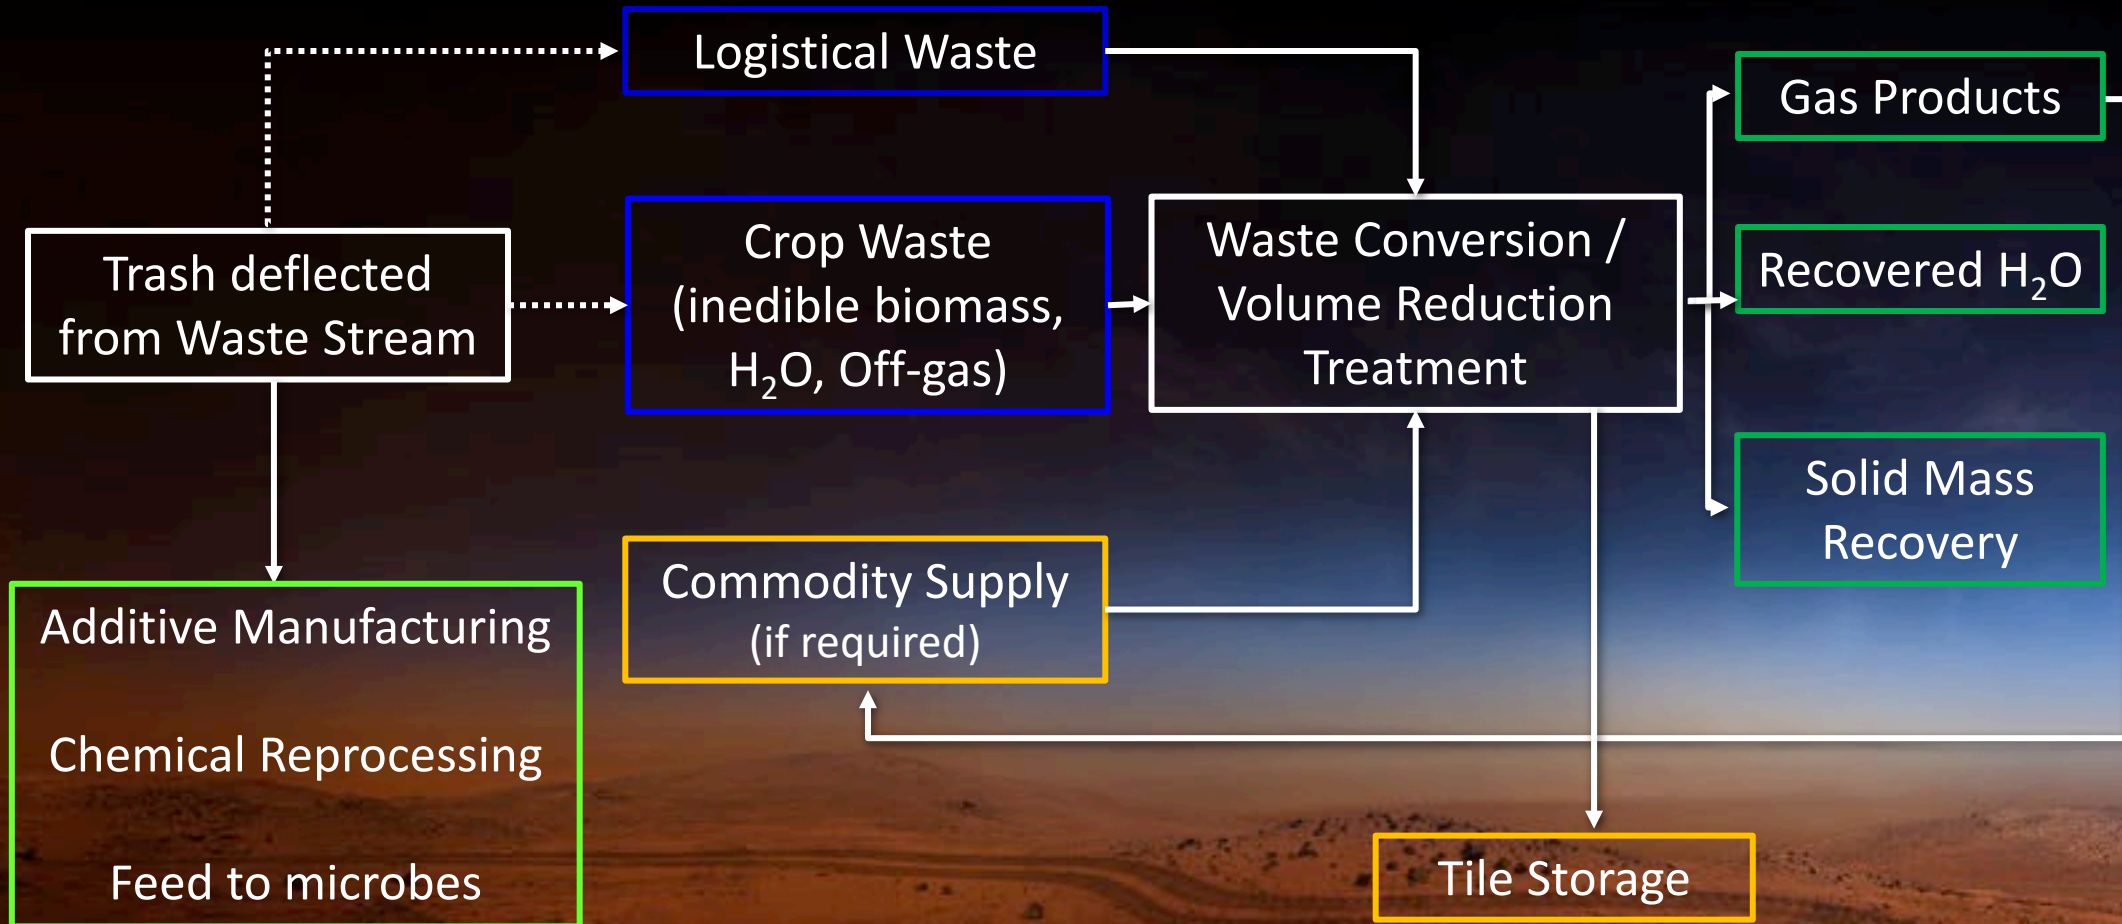 Logistical Waste
Gas Products
Trash deflected
from Waste Stream
Crop Waste
(inedible biomass,
H₂O, Off-gas)
Waste Conversion /
Volume Reduction
Treatment
Recovered H₂O
Solid Mass
Recovery
Commodity Supply
(if required)
Additive Manufacturing
Chemical Reprocessing
Feed to microbes
Tile Storage